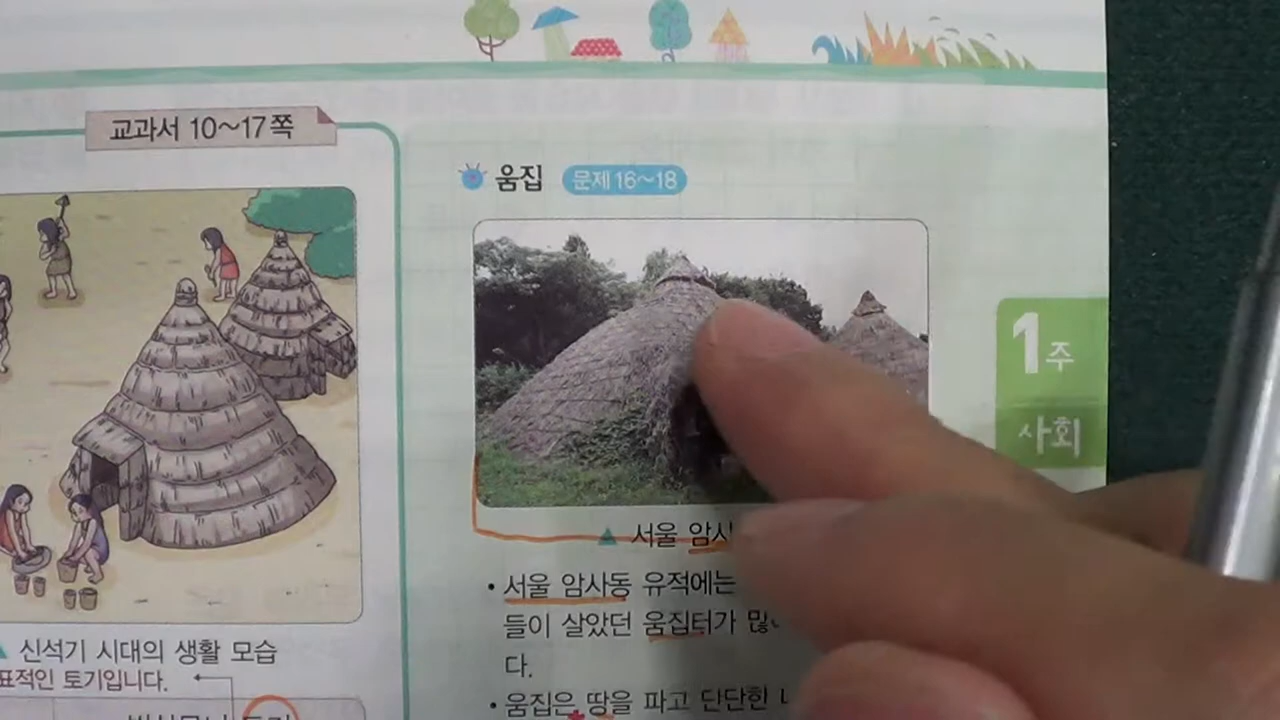 교과서 10~17쪽
신석기 시대의 생활 모습
표적인 토기입니다.
움집 문제 16~18
서울 암사
• 서울 암사동 유적에는
들이 살았던 움집터가
다.
• 움집은 땅을 파고 단단한
1주
사회